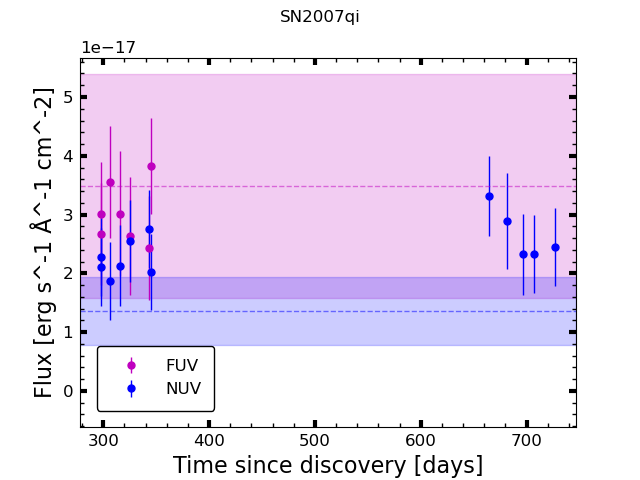 SN2007qi
1e−17
Flux [erg s^-1 Å^-1 cm^-2]
5
4
3
2
1
0
FUV
NUV
300 400 500 600 700
Time since discovery [days]